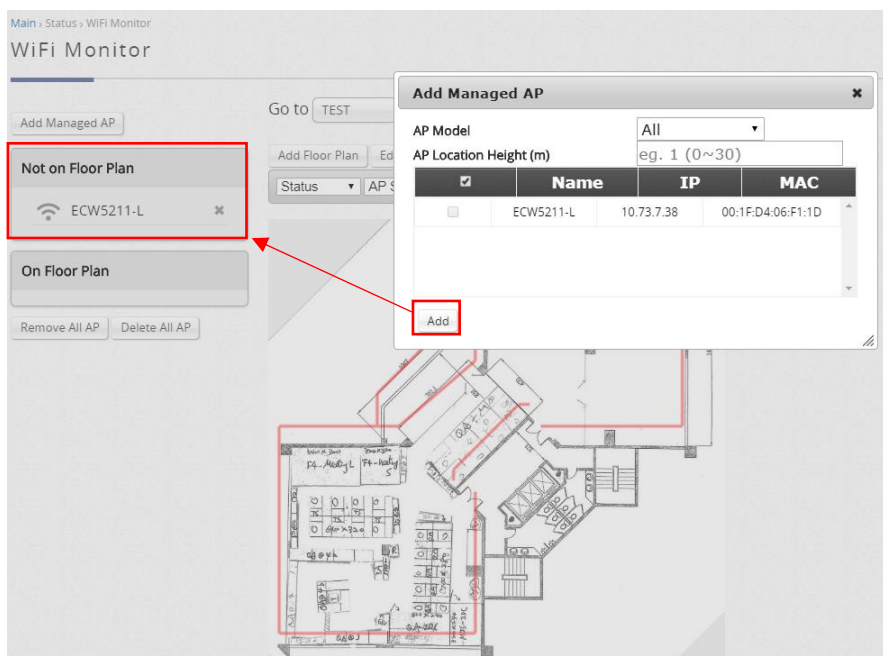 Main › Status › WiFi Monitor
WiFi Monitor
Add Managed AP
Not on Floor Plan
ECW5211-L
On Floor Plan
Remove All AP Delete All AP
Go to TEST
Add Floor Plan Ed
Status AP S
Add Managed AP
AP Model All
AP Location Height (m) eg. 1 (0~30)
Name IP MAC
ECW5211-L 10.73.7.38 00:1F:D4:06:F1:1D
Add